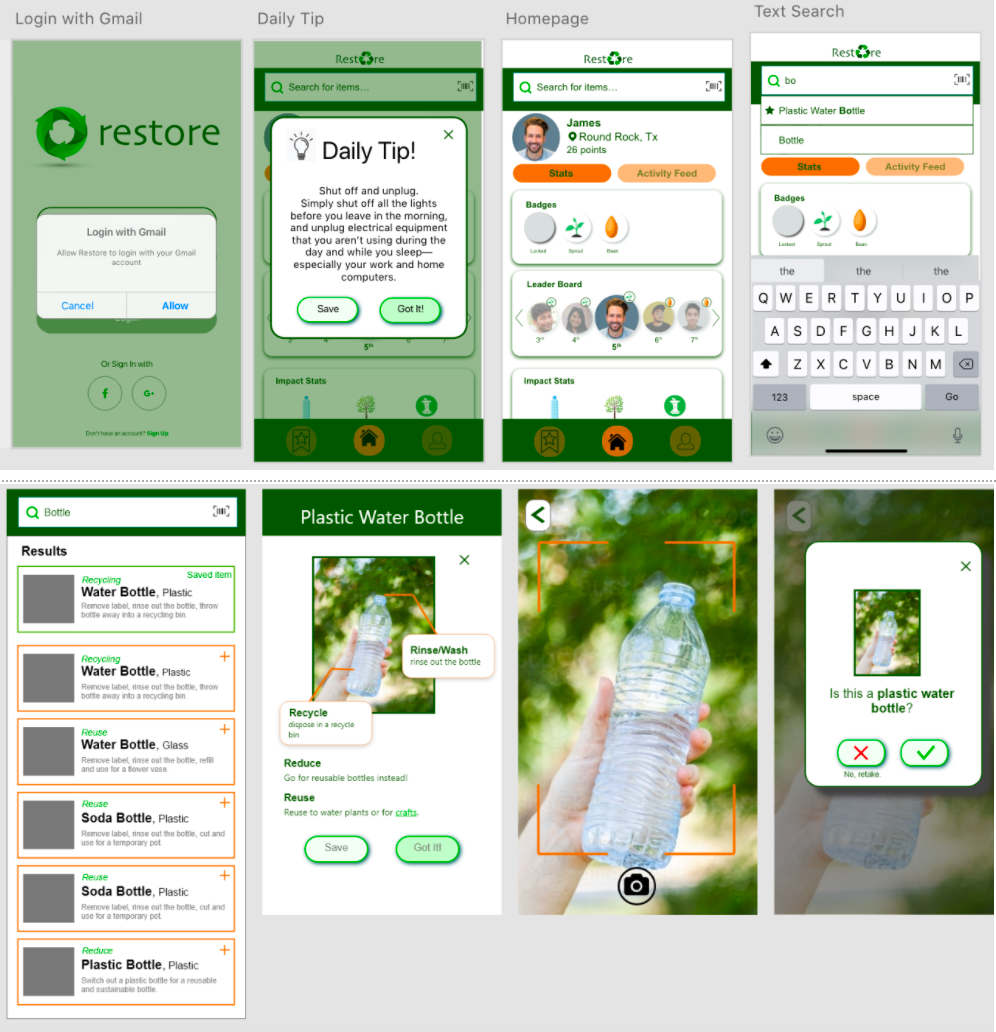 Login with Gmail
restore
Login with Gmail
Allow Restore to login with your Gmail
account
Cancel
Allow
Login
Or Sign In with
f
G+
Don't have an account? Sign Up
Daily Tip
Restore
Search for items...
Daily Tip!
Shut off and unplug.
Simply shut off all the lights
before you leave in the morning,
and unplug electrical equipment
that you aren't using during the
day and while you sleep—
especially your work and home
computers.
Save
Got It!
3rd
4th
5th
6th
7th
Impact Stats
Homepage
Restore
Search for items...
James
Round Rock, Tx
26 points
Stats
Activity Feed
Badges
Locked
Sprout
Bean
Leader Board
3rd
4th
5th
6th
7th
Impact Stats
Text Search
Restore
bo
Plastic Water Bottle
Bottle
Stats
Activity Feed
Badges
Locked
Sprout
Bean
the
the
the
Q W E R T Y U I O P
A S D F G H J K L
Z X C V B N M
123
space
Go
Bottle
Results
Saved item
Recycling
Water Bottle, Plastic
Remove label, rinse out the bottle, throw
bottle away into a recycling bin.
Recycling
Water Bottle, Plastic
Remove label, rinse out the bottle, throw
bottle away into a recycling bin.
Reuse
Water Bottle, Glass
Remove label, rinse out the bottle, refill
and use for a flower vase.
Reuse
Soda Bottle, Plastic
Remove label, rinse out the bottle, cut and
use for a temporary pot.
Reuse
Soda Bottle, Plastic
Remove label, rinse out the bottle, cut and
use for a temporary pot.
Reduce
Plastic Bottle, Plastic
Switch out a plastic bottle for a reusable
and sustainable bottle.
Plastic Water Bottle
Rinse/Wash
rinse out the bottle
Recycle
dispose in a recycle
bin
Reduce
Go for reusable bottles instead!
Reuse
Reuse to water plants or for crafts.
Save
Got It!
Is this a plastic water
bottle?
No, retake.